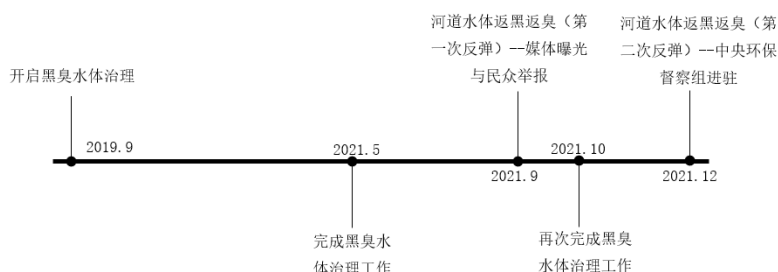 河道水体返黑返臭（第
一次反弹）--媒体曝光
与民众举报
河道水体返黑返臭（第
二次反弹）--中央环保
督察组进驻
开启黑臭水体治理
2019.9
2021.5
2021.9
2021.10
2021.12
完成黑臭水
体治理工作
再次完成黑臭
水体治理工作